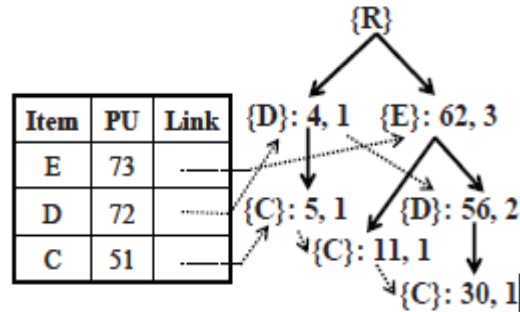 {R}
Item PU Link
E 73
D 72
C 51
{D}: 4, 1
{E}: 62, 3
{C}: 5, 1
{D}: 56, 2
{C}: 11, 1
{C}: 30, 1